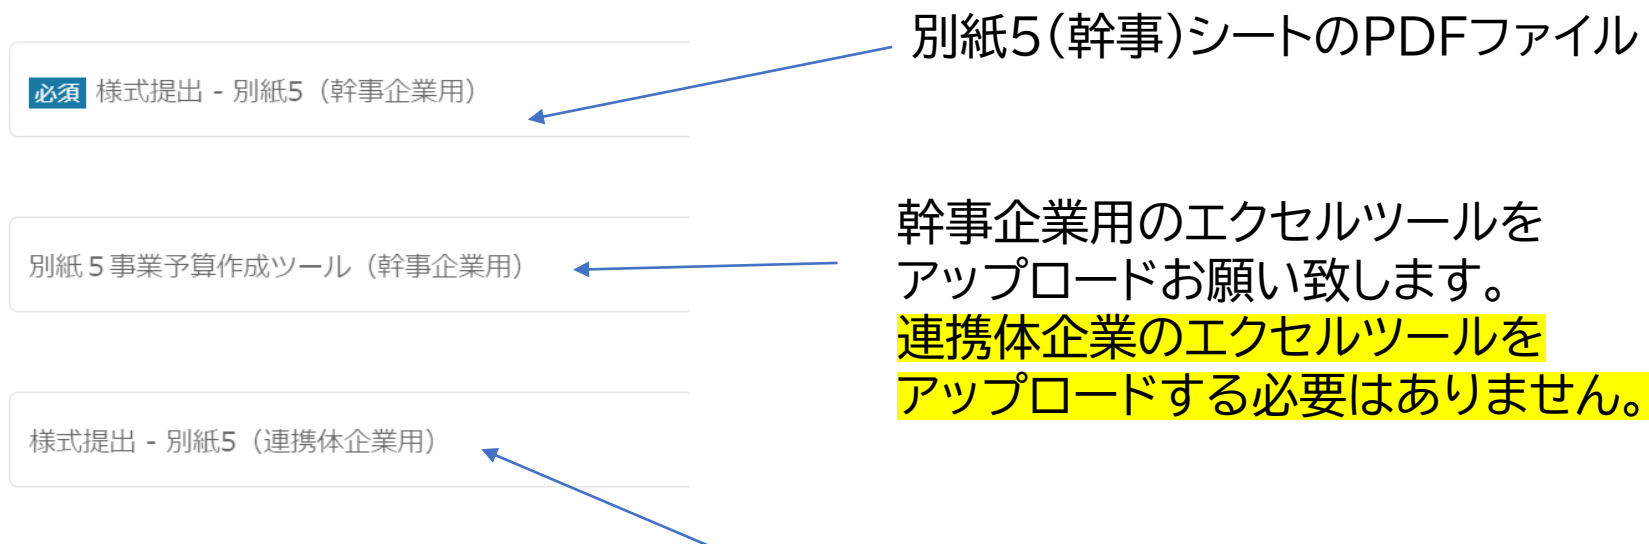 別紙5(幹事)シートのPDFファイル
必須 様式提出 - 別紙5（幹事企業用）
幹事企業用のエクセルツールを
アップロードお願い致します。
連携体企業のエクセルツールを
アップロードする必要はありません。
別紙５事業予算作成ツール（幹事企業用）
様式提出 - 別紙5（連携体企業用）